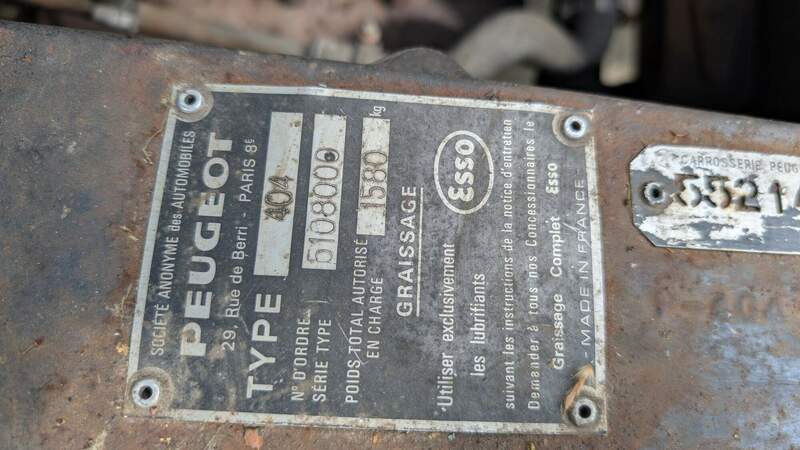 SOCIÉTÉ ANONYME des AUTOMOBILES
PEUGEOT
29, Rue de Berri - PARIS 8e
TYPE 404
N° D'ORDRE
SÉRIE TYPE 5108000
POIDS TOTAL AUTORISÉ
EN CHARGE 1580 kg
GRAISSAGE
Esso
Utiliser exclusivement
les lubrifiants
suivant les instructions de la notice d'entretien
Demander à tous nos Concessionnaires le
Graissage Complet Esso
- MADE IN FRANCE -
CARROSSERIE PEUG